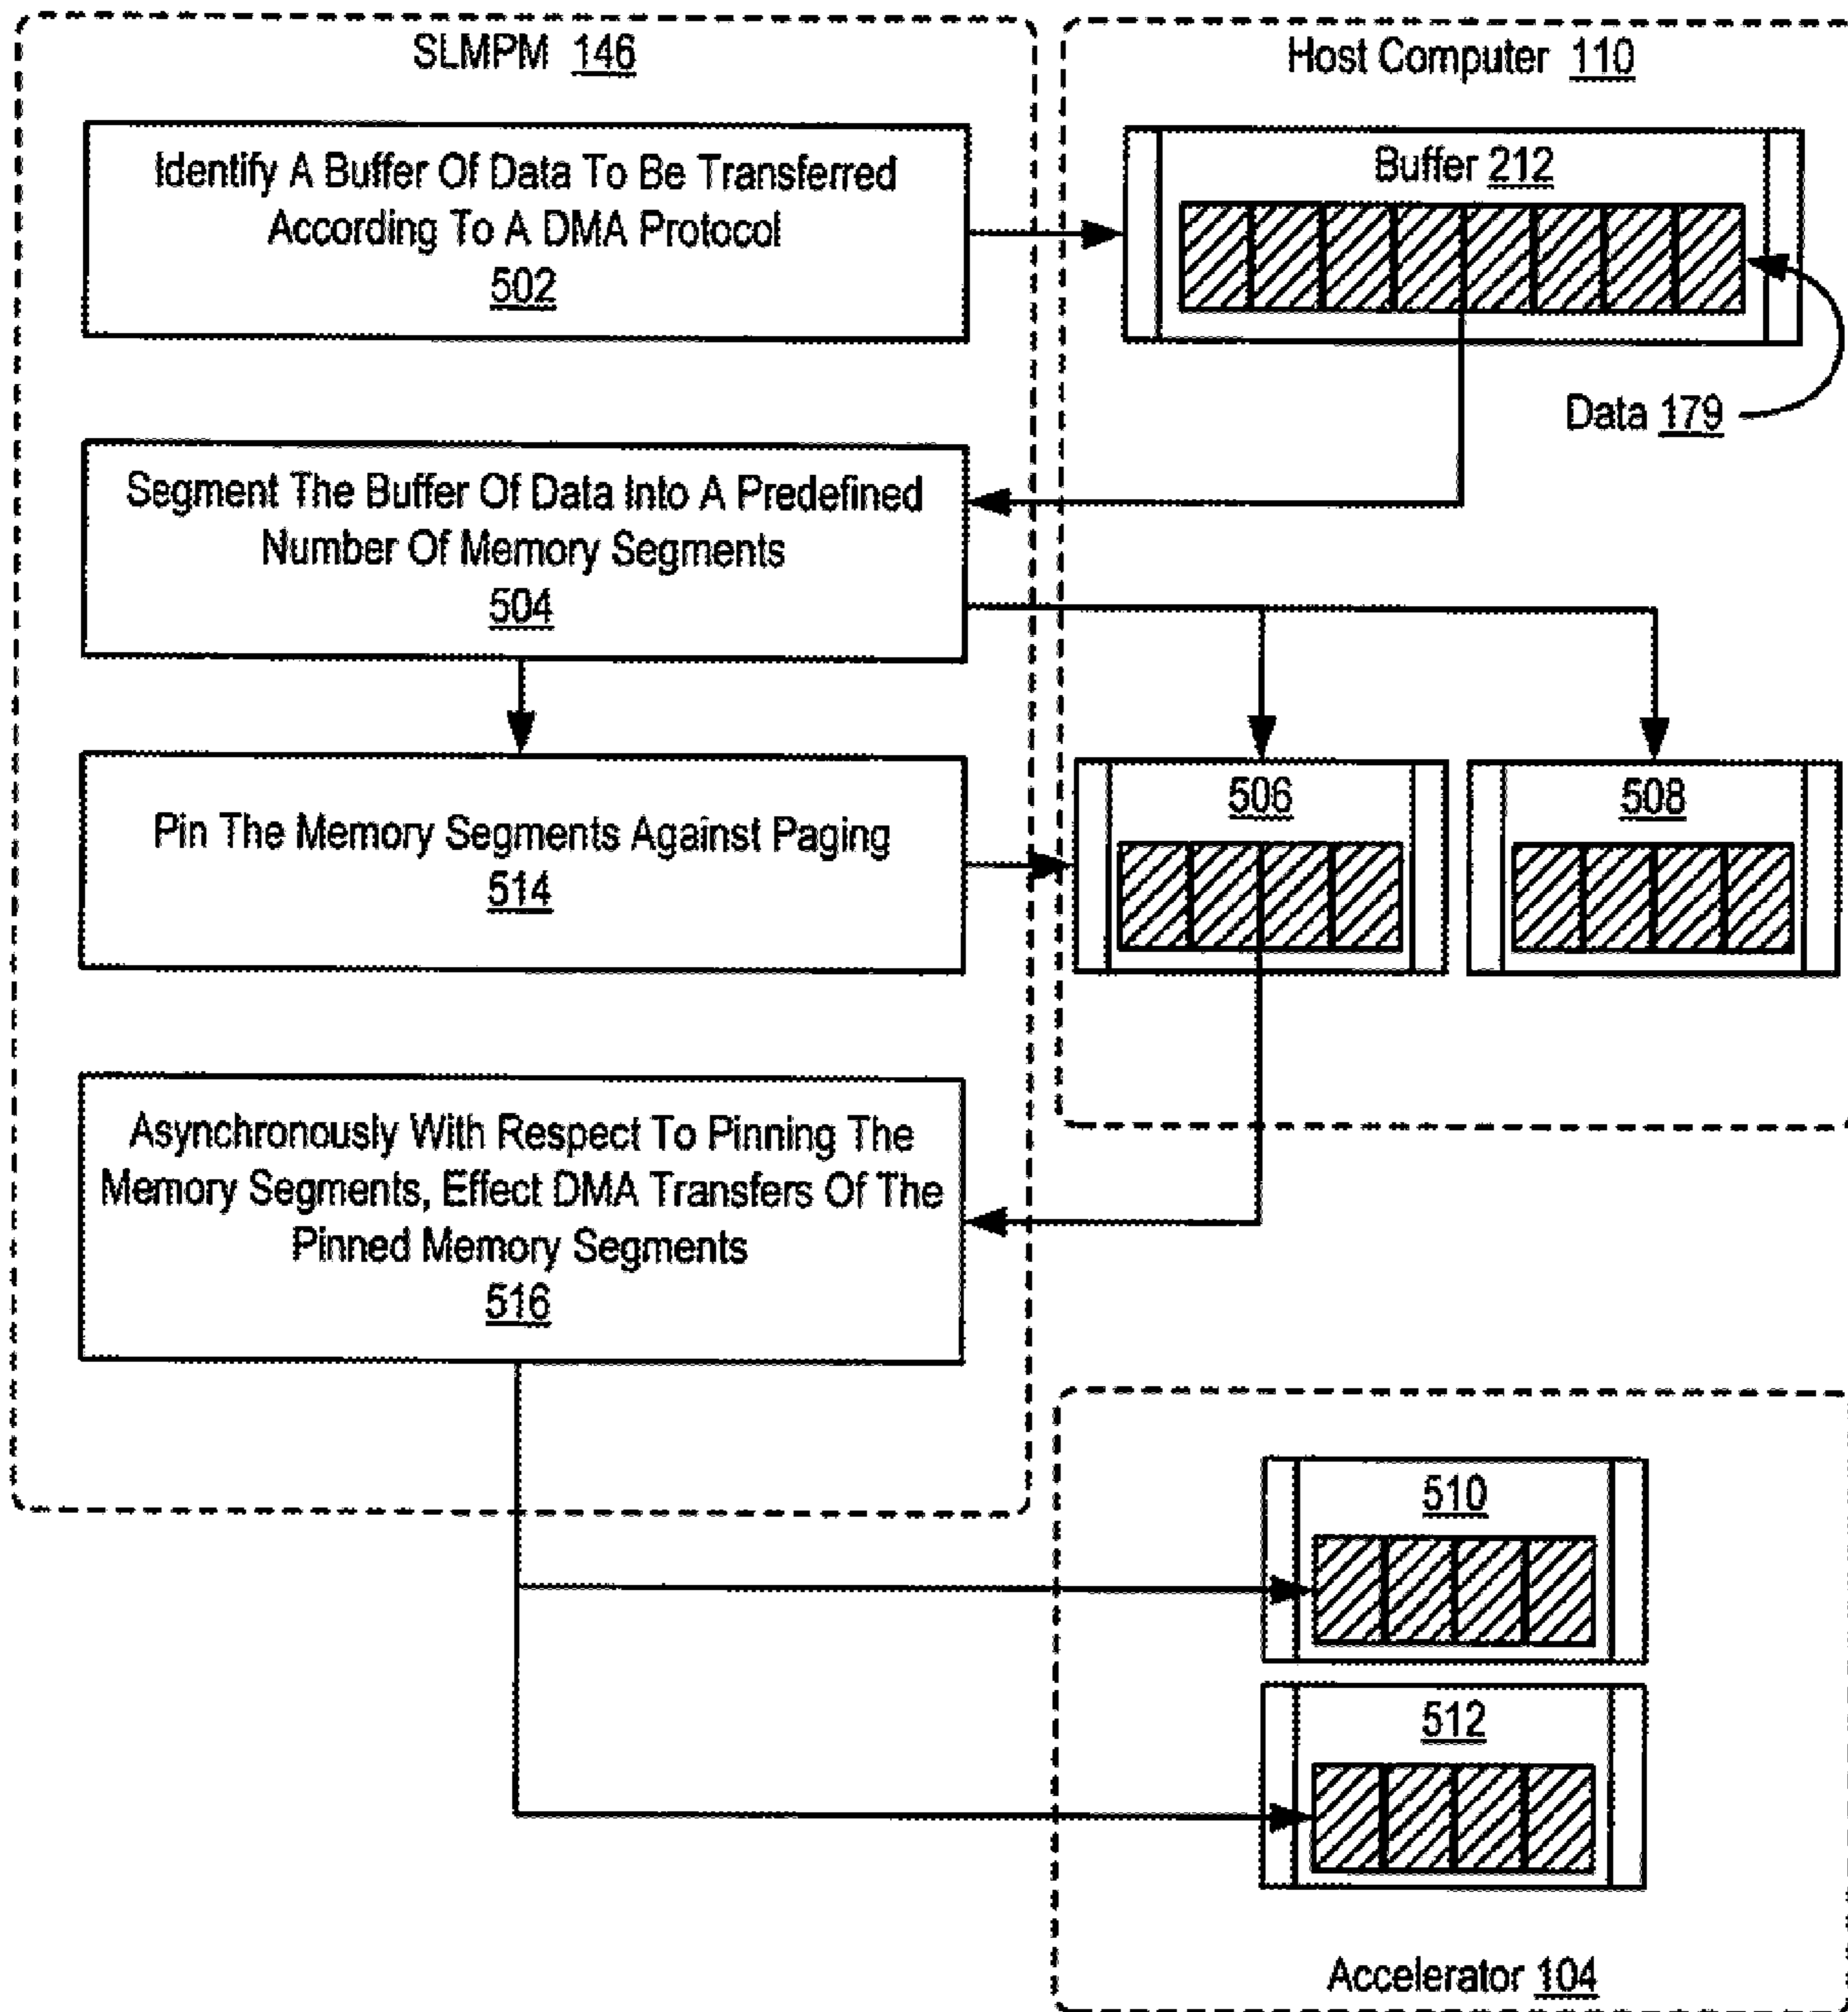 SLMPM 146
Identify A Buffer Of Data To Be Transferred
According To A DMA Protocol
502
Segment The Buffer Of Data Into A Predefined
Number Of Memory Segments
504
Pin The Memory Segments Against Paging
514
Asynchronously With Respect To Pinning The
Memory Segments, Effect DMA Transfers Of The
Pinned Memory Segments
516
Host Computer 110
Buffer 212
Data 179
506
508
510
512
Accelerator 104